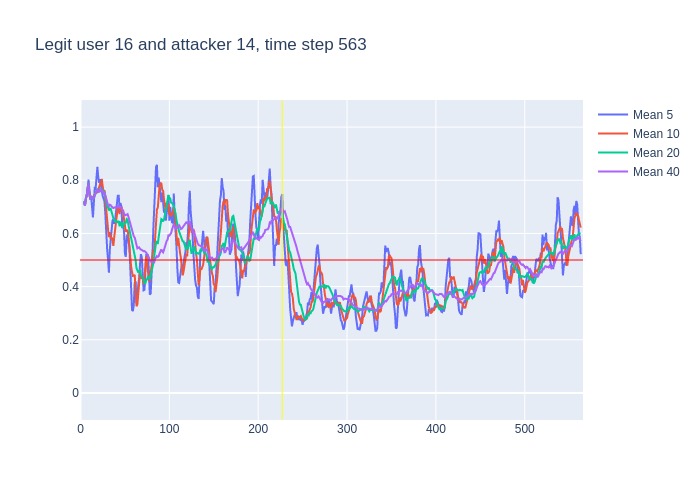 Legit user 16 and attacker 14, time step 563
Mean 5
Mean 10
Mean 20
Mean 40
1
0.8
0.6
0.4
0.2
0
0 100 200 300 400 500